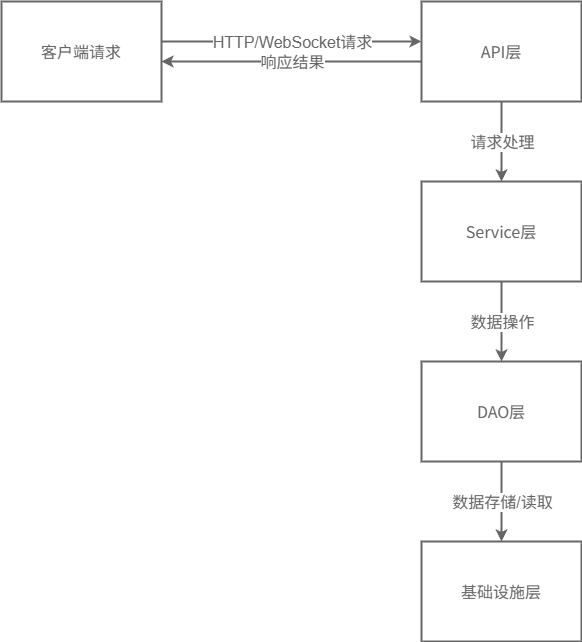 客户端请求
HTTP/WebSocket请求
响应结果
API层
请求处理
Service层
数据操作
DAO层
数据存储/读取
基础设施层